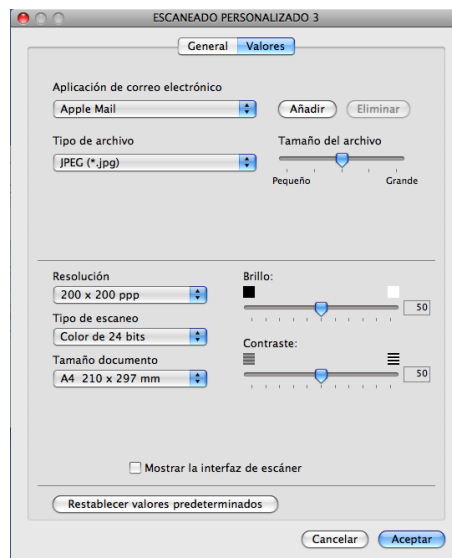 ESCANEADO PERSONALIZADO 3
General Valores
Aplicación de correo electrónico
Apple Mail Añadir Eliminar
Tipo de archivo Tamaño del archivo
JPEG (*.jpg)
Pequeño Grande
Resolución Brillo:
200 x 200 ppp
50
Tipo de escaneo
Color de 24 bits Contraste:
Tamaño documento
A4 210 x 297 mm 50
Mostrar la interfaz de escáner
Restablecer valores predeterminados
Cancelar Aceptar